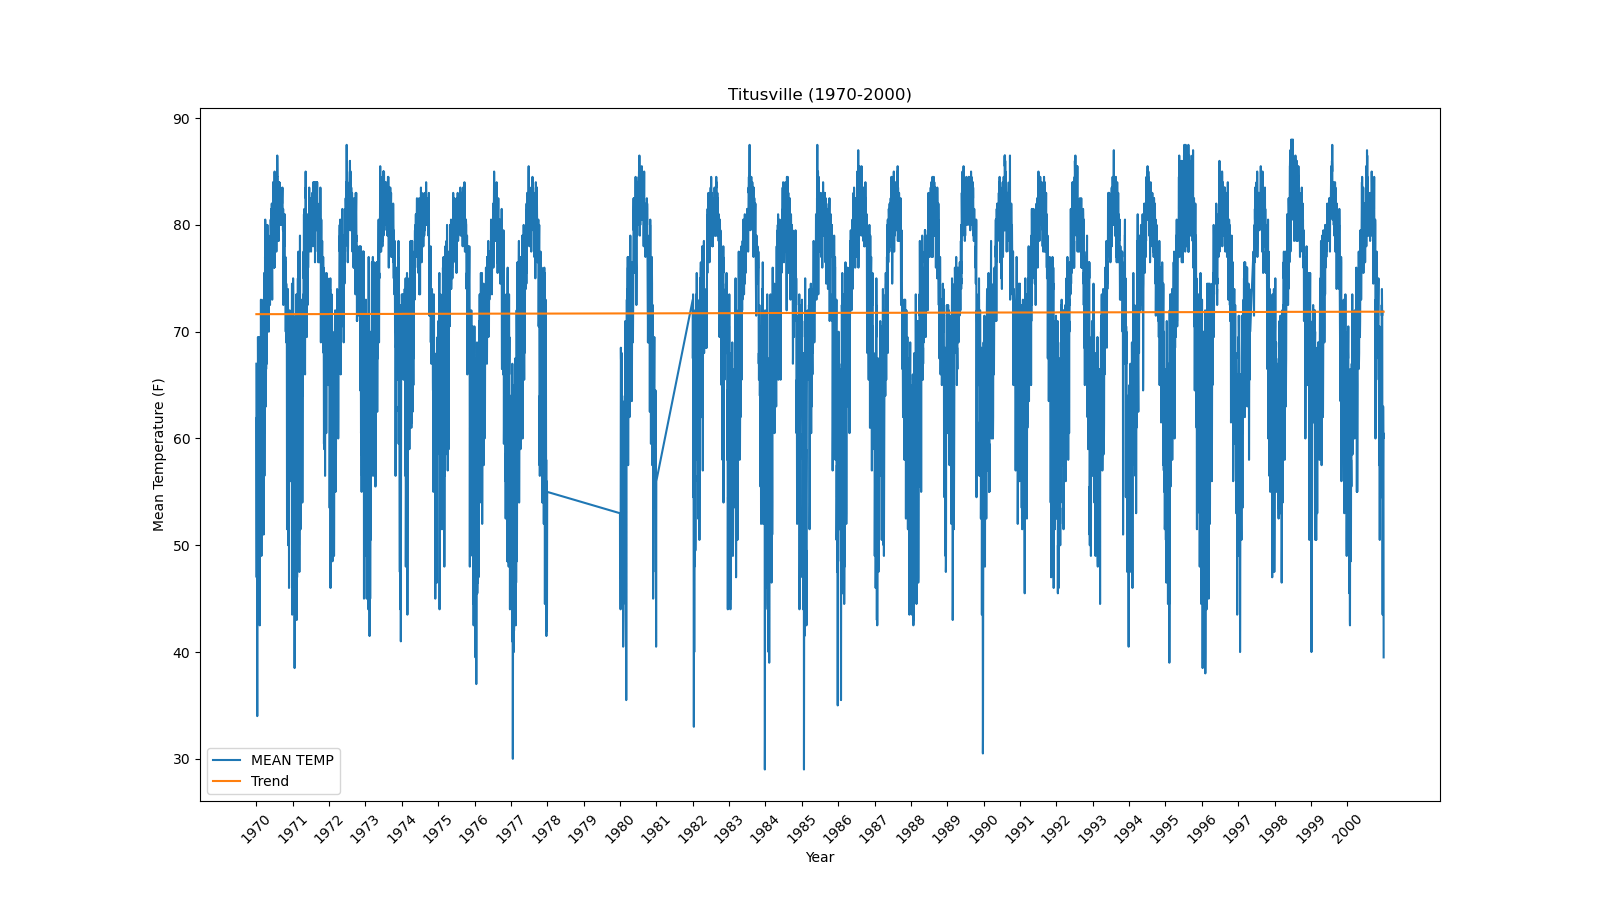 Titusville (1970-2000)
Mean Temperature (F)
90
80
70
60
50
40
30
MEAN TEMP
Trend
1970 1971 1972 1973 1974 1975 1976 1977 1978 1979 1980 1981 1982 1983 1984 1985 1986 1987 1988 1989 1990 1991 1992 1993 1994 1995 1996 1997 1998 1999 2000
Year